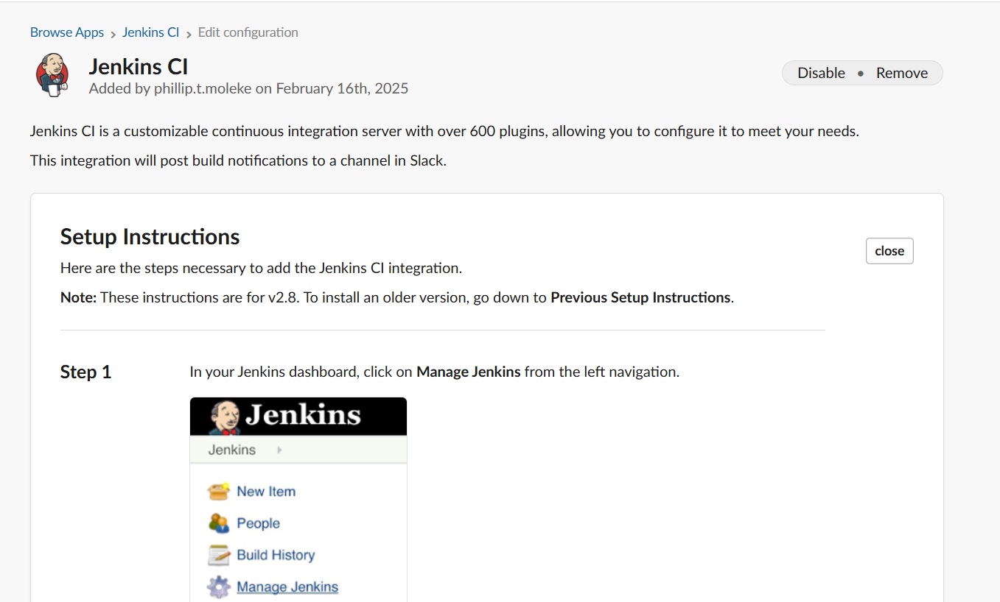 Browse Apps › Jenkins CI › Edit configuration
Jenkins CI
Disable • Remove
Added by phillip.t.moleke on February 16th, 2025
Jenkins CI is a customizable continuous integration server with over 600 plugins, allowing you to configure it to meet your needs.
This integration will post build notifications to a channel in Slack.
Setup Instructions
close
Here are the steps necessary to add the Jenkins CI integration.
Note: These instructions are for v2.8. To install an older version, go down to Previous Setup Instructions.
Step 1
In your Jenkins dashboard, click on Manage Jenkins from the left navigation.
Jenkins
Jenkins
New Item
People
Build History
Manage Jenkins